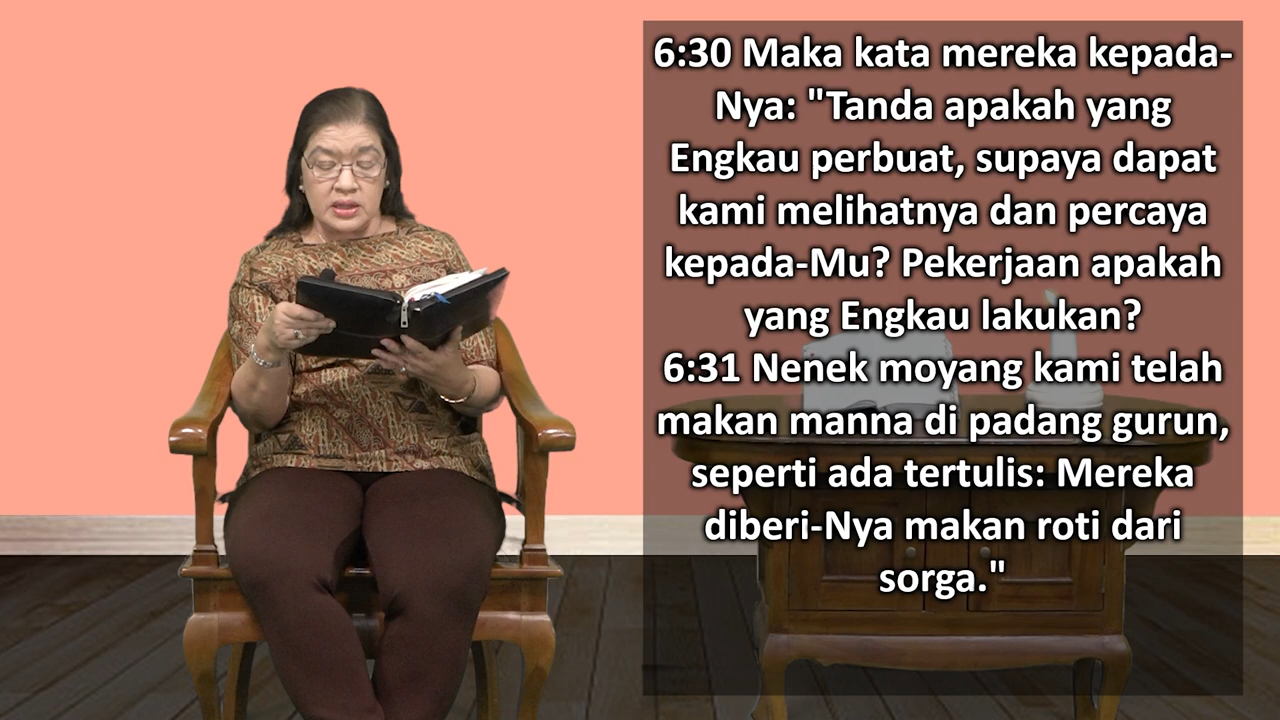 6:30 Maka kata mereka kepada-
Nya: "Tanda apakah yang
Engkau perbuat, supaya dapat
kami melihatnya dan percaya
kepada-Mu? Pekerjaan apakah
yang Engkau lakukan?
6:31 Nenek moyang kami telah
makan manna di padang gurun,
seperti ada tertulis: Mereka
diberi-Nya makan roti dari
sorga."